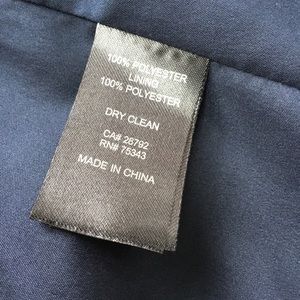 100% POLYESTER
LINING
100% POLYESTER
DRY CLEAN
CA# 26792
RN# 75343
MADE IN CHINA